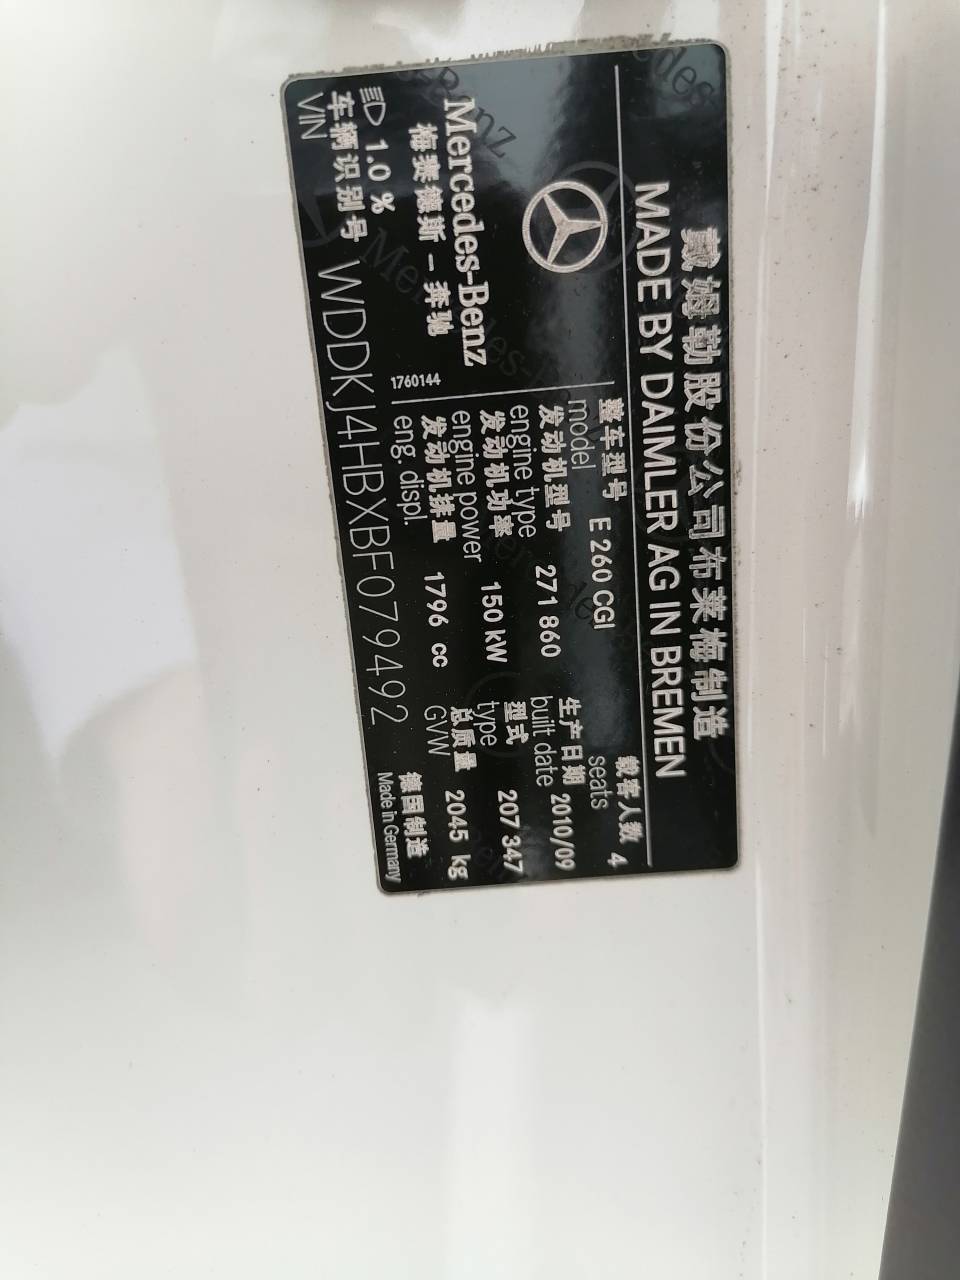 戴姆勒股份公司布莱梅制造
MADE BY DAIMLER AG IN BREMEN
Mercedes-Benz
梅赛德斯－奔驰
整车型号 E 260 CGI
model
载客人数 4
seats
发动机型号 271 860
engine type
生产日期 2010/09
built date
发动机功率 150 kW
engine power
型式 207 347
type
发动机排量 1796 cc
eng. displ.
总质量 2045 kg
GVW
1760144
1.0 %
车辆识别号 WDDKJ4HBXBF079492
VIN
德国制造
Made in Germany